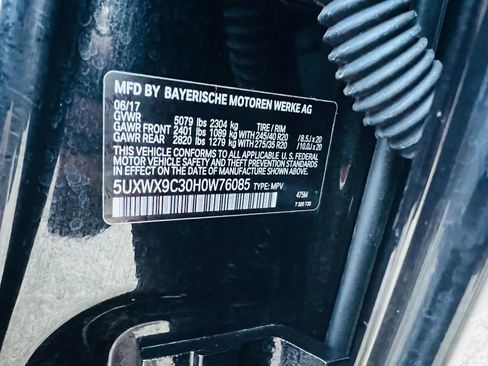 MFD BY BAYERISCHE MOTOREN WERKE AG
06/17
GVWR 5079 lbs 2304 kg TIRE / RIM
GAWR FRONT 2401 lbs 1089 kg WITH 245/40 R20 / 8.5J x 20
GAWR REAR 2820 lbs 1279 kg WITH 275/35 R20 / 10.0J x 20
THIS VEHICLE CONFORMS TO ALL APPLICABLE
U. S. FEDERAL MOTOR VEHICLE SAFETY BUMPER
AND THEFT PREVENTION STANDARDS IN EFFECT ON
THE DATE OF MANUFACTURE SHOWN ABOVE.
5UXWX9C30H0W76085 TYPE: MPV
475M